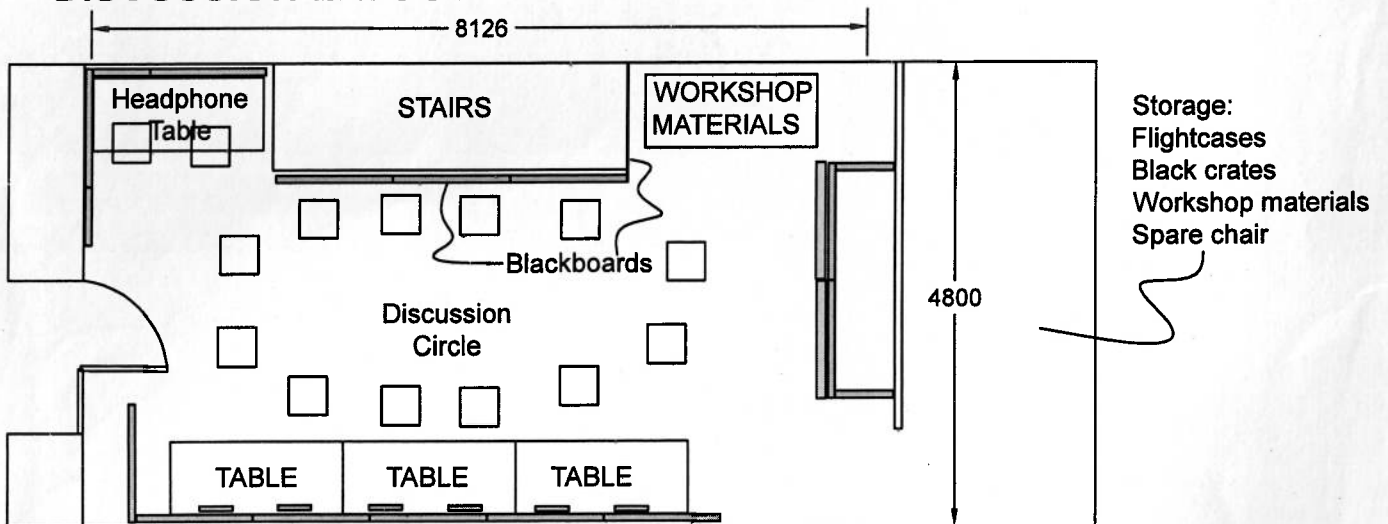 8126
Headphone
Table
STAIRS
WORKSHOP
MATERIALS
Storage:
Flightcases
Black crates
Workshop materials
Spare chair
Blackboards
4800
Discussion
Circle
TABLE
TABLE
TABLE